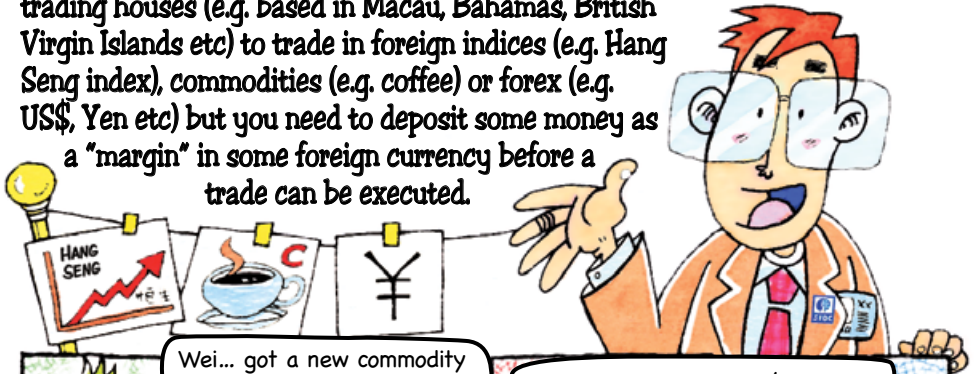 trading houses (e.g. based in Macau, Bahamas, British
Virgin Islands etc) to trade in foreign indices (e.g. Hang
Seng index), commodities (e.g. coffee) or forex (e.g.
US$, Yen etc) but you need to deposit some money as
a "margin" in some foreign currency before a
trade can be executed.
HANG
SENG
C
¥
SIDC
Wei... got a new commodity